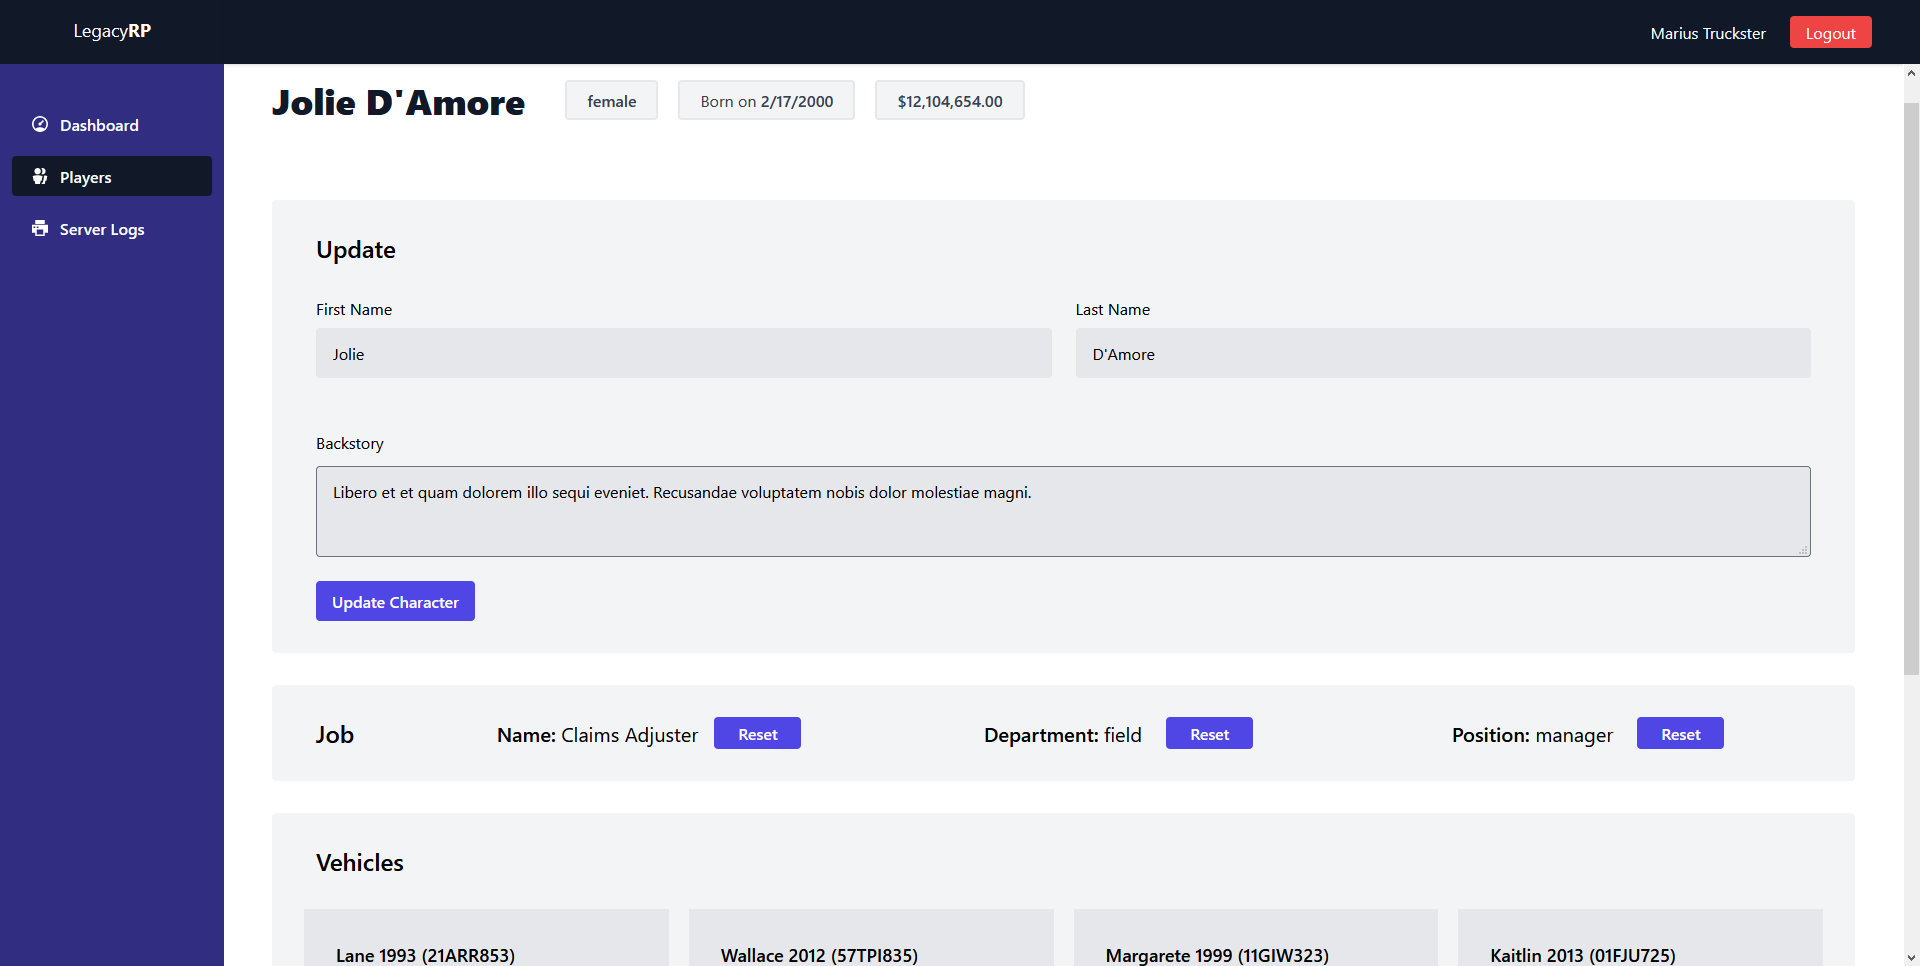 LegacyRP
Marius Truckster
Logout
Dashboard
Players
Server Logs
Jolie D'Amore
female
Born on 2/17/2000
$12,104,654.00
Update
First Name
Last Name
Jolie
D'Amore
Backstory
Libero et et quam dolorem illo sequi eveniet. Recusandae voluptatem nobis dolor molestiae magni.
Update Character
Job
Name: Claims Adjuster
Reset
Department: field
Reset
Position: manager
Reset
Vehicles
Lane 1993 (21ARR853)
Wallace 2012 (57TPI835)
Margarete 1999 (11GIW323)
Kaitlin 2013 (01FJU725)